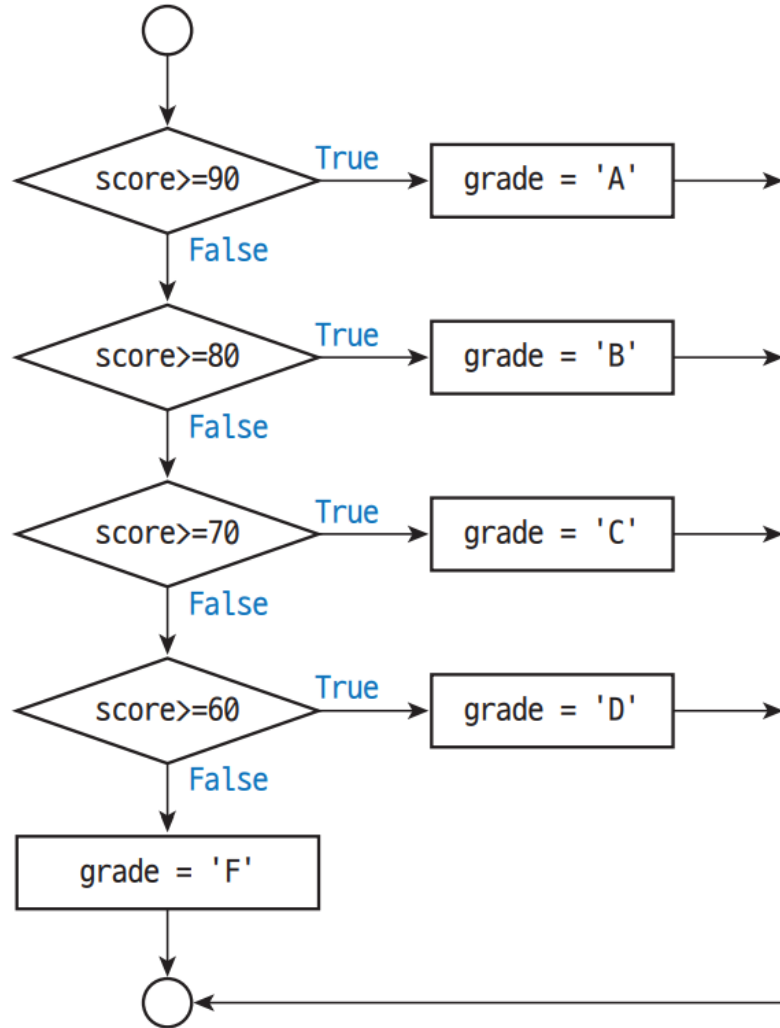 score>=90
True
grade = 'A'
False
score>=80
True
grade = 'B'
False
score>=70
True
grade = 'C'
False
score>=60
True
grade = 'D'
False
grade = 'F'